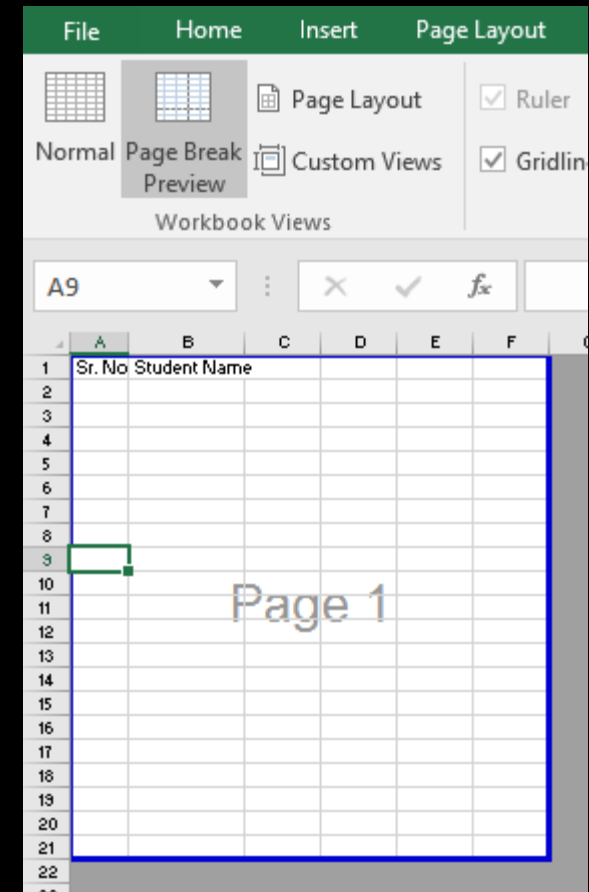 File Home Insert Page Layout
Page Layout Ruler
Normal Page Break Custom Views Gridlin
Preview
Workbook Views
A9 fx
A B C D E F
1 Sr. No Student Name
2
3
4
5
6
7
8
9
10
11 Page 1
12
13
14
15
16
17
18
19
20
21
22